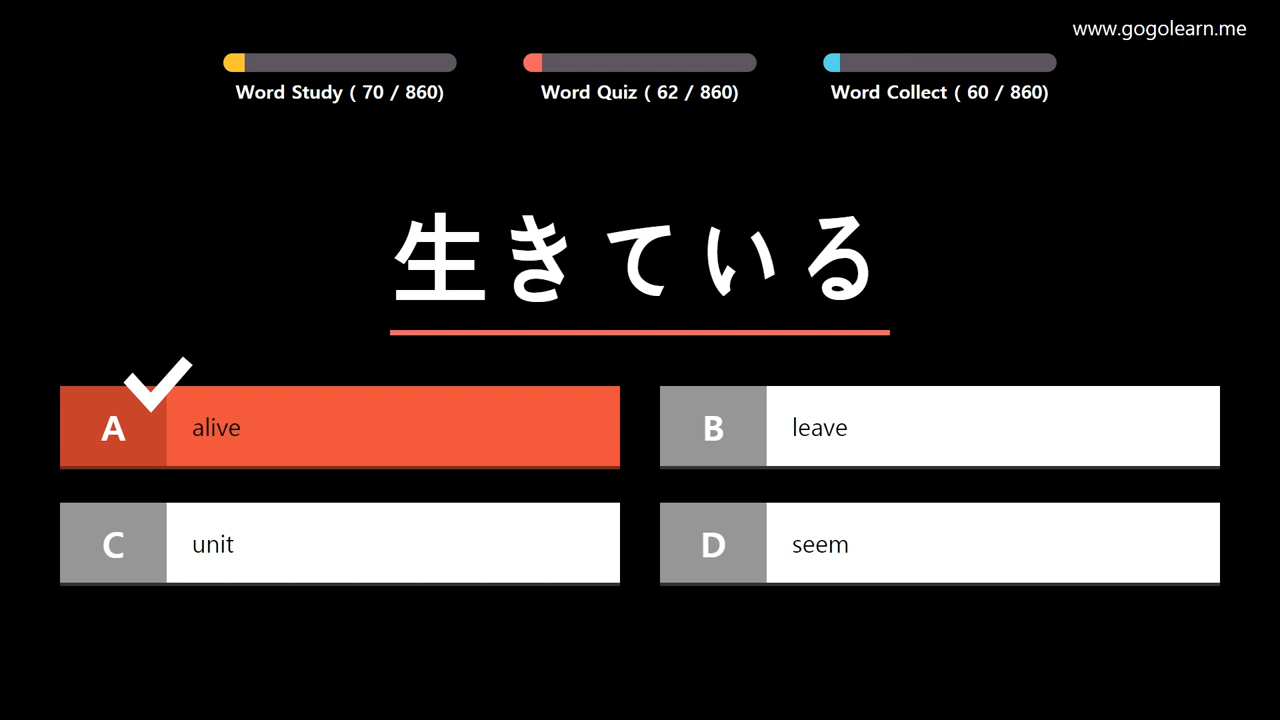 www.gogolearn.me
Word Study ( 70 / 860)
Word Quiz ( 62 / 860)
Word Collect ( 60 / 860)
生きている
A alive
B leave
C unit
D seem